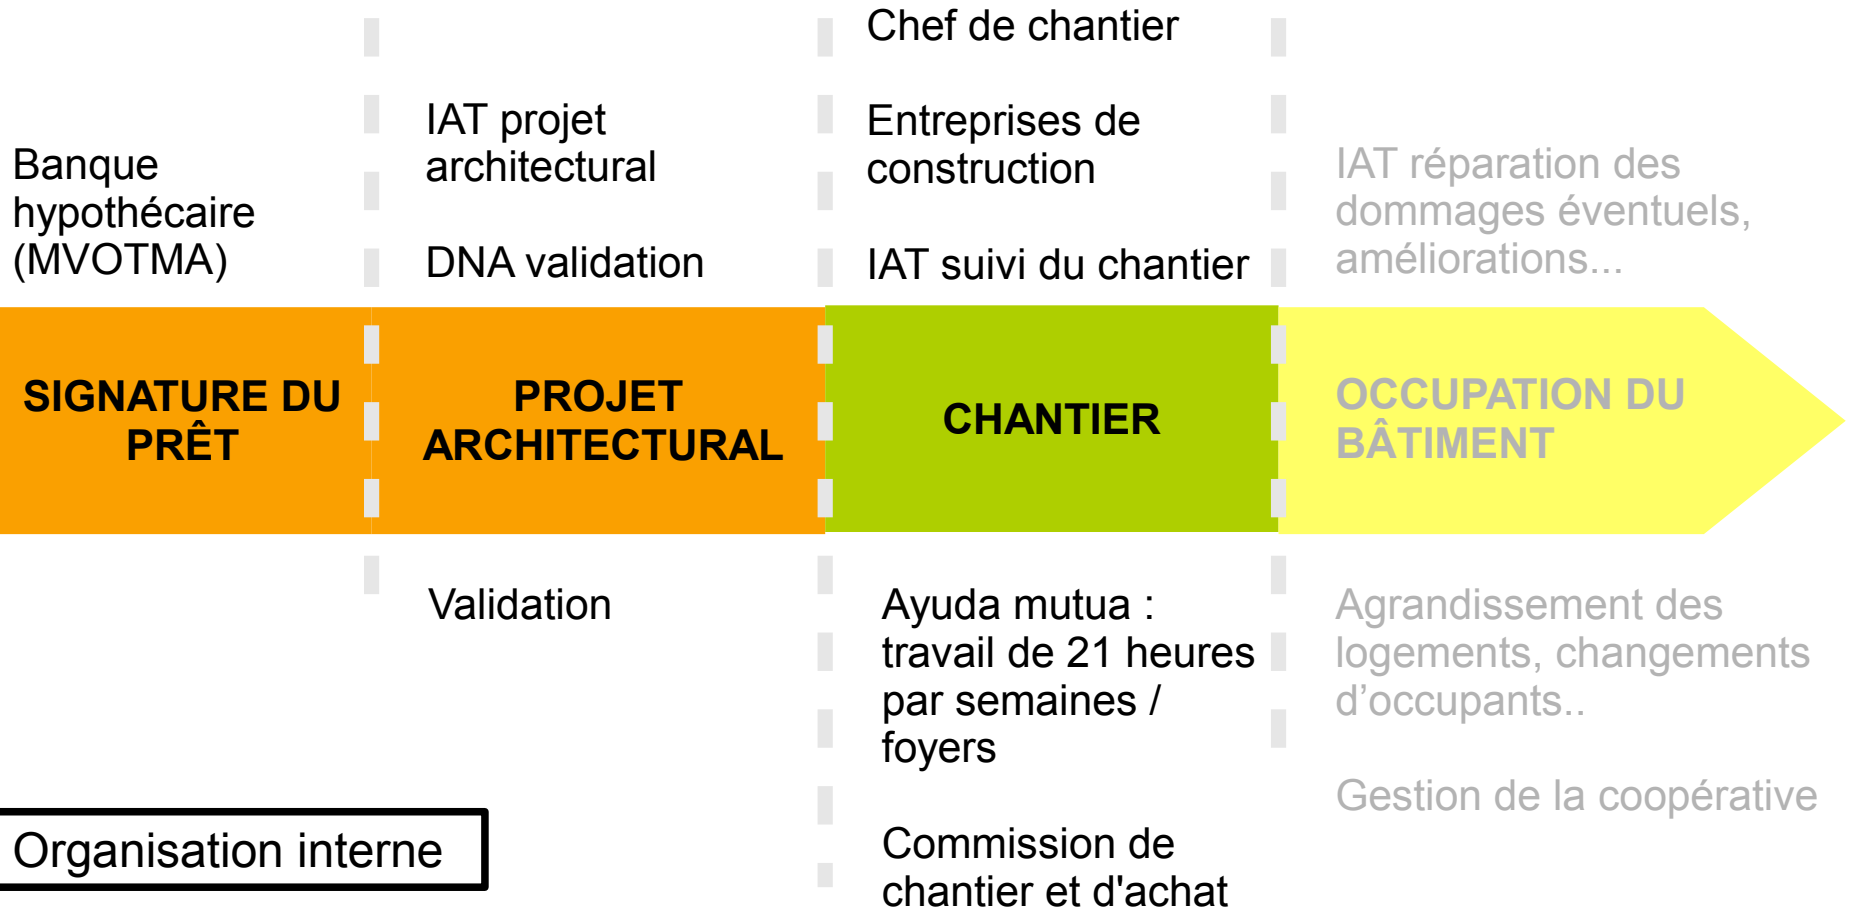 Banque
hypothécaire
(MVOTMA)
IAT projet
architectural
DNA validation
Chef de chantier
Entreprises de
construction
IAT suivi du chantier
IAT réparation des
dommages éventuels,
améliorations...
SIGNATURE DU
PRÊT
PROJET
ARCHITECTURAL
CHANTIER
OCCUPATION DU
BÂTIMENT
Validation
Ayuda mutua :
travail de 21 heures
par semaines /
foyers
Commission de
chantier et d'achat
Agrandissement des
logements, changements
d’occupants..
Gestion de la coopérative
Organisation interne